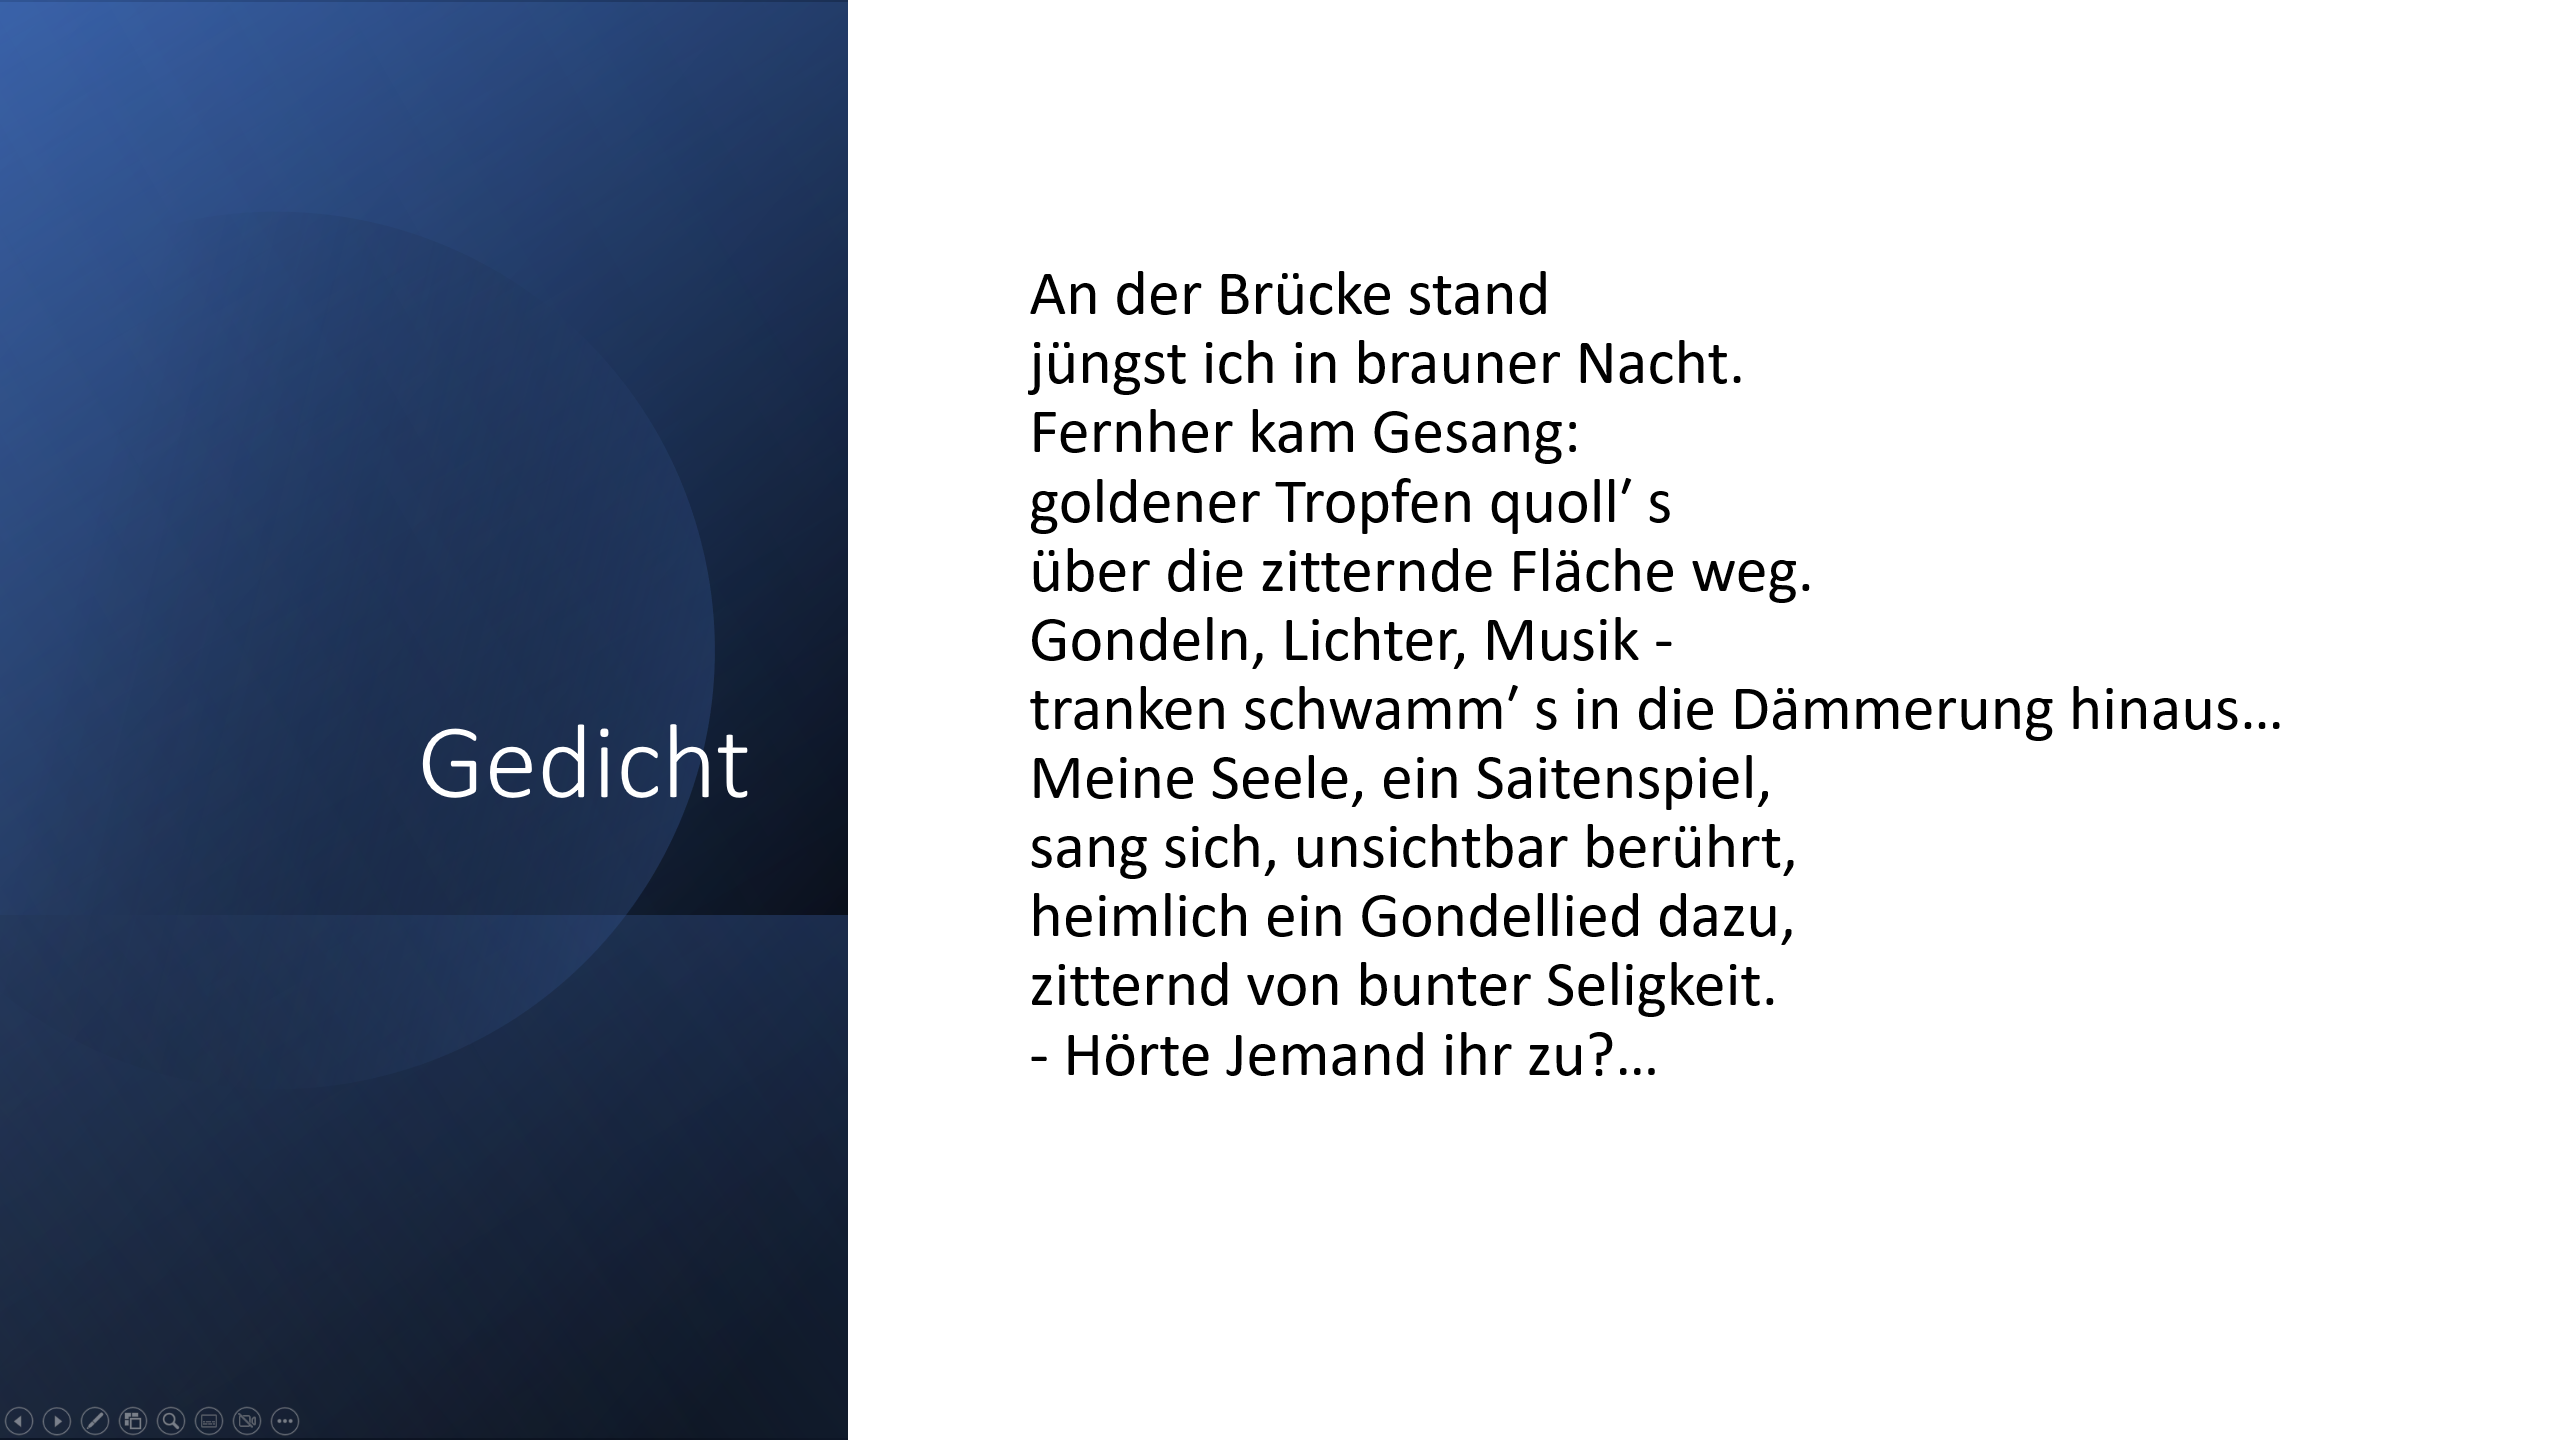 Gedicht
An der Brücke stand
jüngst ich in brauner Nacht.
Fernher kam Gesang:
goldener Tropfen quoll′ s
über die zitternde Fläche weg.
Gondeln, Lichter, Musik -
tranken schwamm′ s in die Dämmerung hinaus…
Meine Seele, ein Saitenspiel,
sang sich, unsichtbar berührt,
heimlich ein Gondellied dazu,
zitternd von bunter Seligkeit.
- Hörte Jemand ihr zu?…